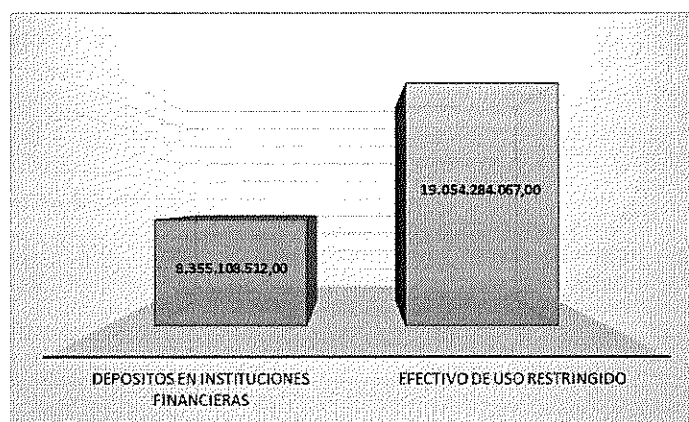 19.054.284.067,00
8.355.108.512,00
DEPOSITOS EN INSTITUCIONES
FINANCIERAS
EFECTIVO DE USO RESTRINGIDO